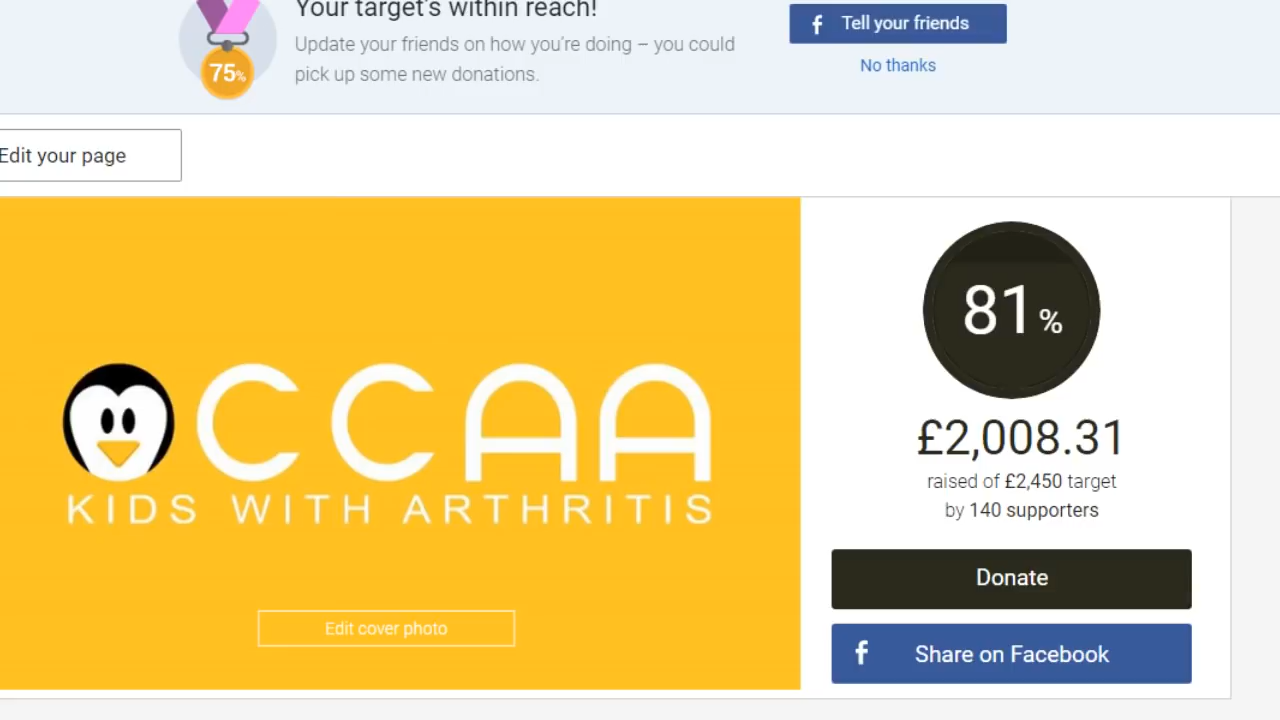 Your target's within reach!
Update your friends on how you're doing – you could
pick up some new donations.
75%
f Tell your friends
No thanks
Edit your page
CCAA
KIDS WITH ARTHRITIS
Edit cover photo
81%
£2,008.31
raised of £2,450 target
by 140 supporters
Donate
f Share on Facebook